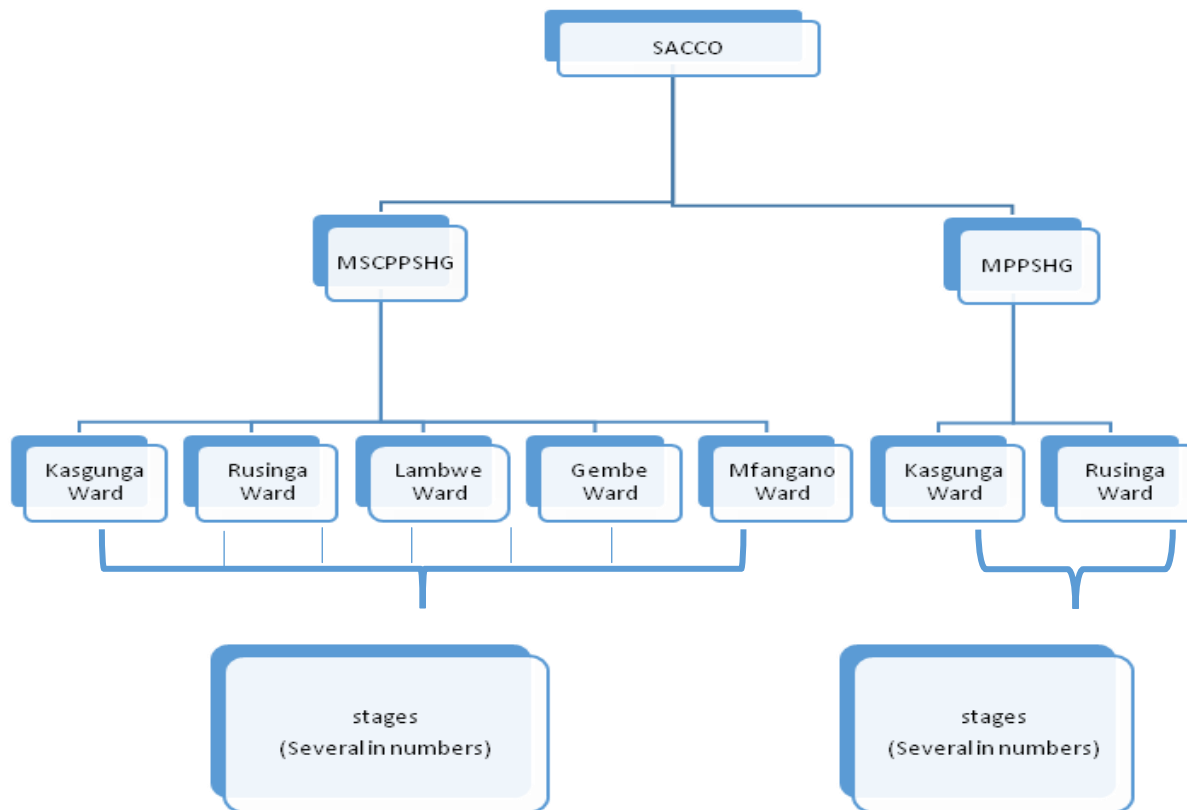 SACCO
MSCPPSHG
MPPSHG
Kasgunga
Ward
Rusinga
Ward
Lambwe
Ward
Gembe
Ward
Mfangano
Ward
Kasgunga
Ward
Rusinga
Ward
stages
(Several in numbers)
stages
(Several in numbers)